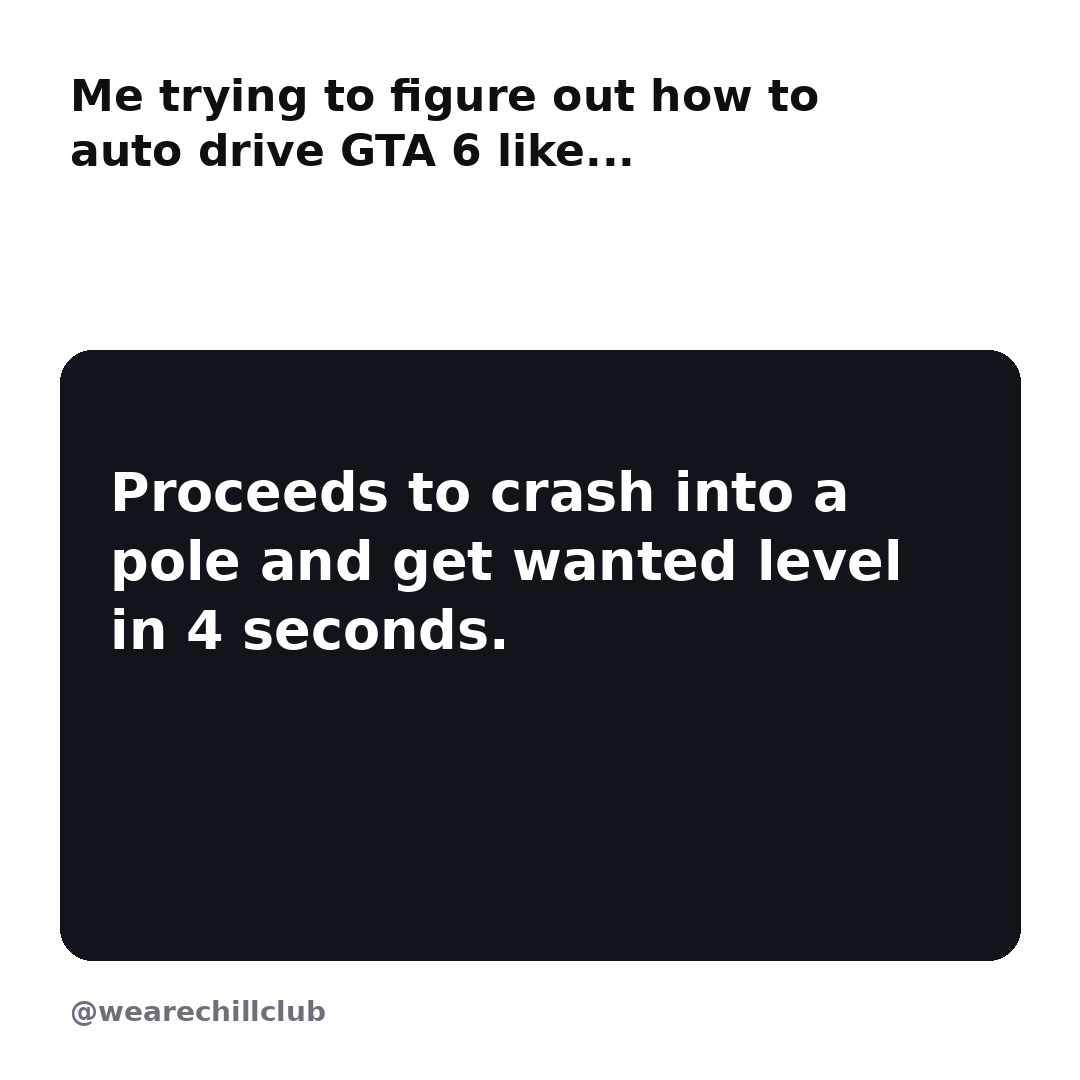 Me trying to figure out how to
auto drive GTA 6 like...
Proceeds to crash into a
pole and get wanted level
in 4 seconds.
@wearechillclub